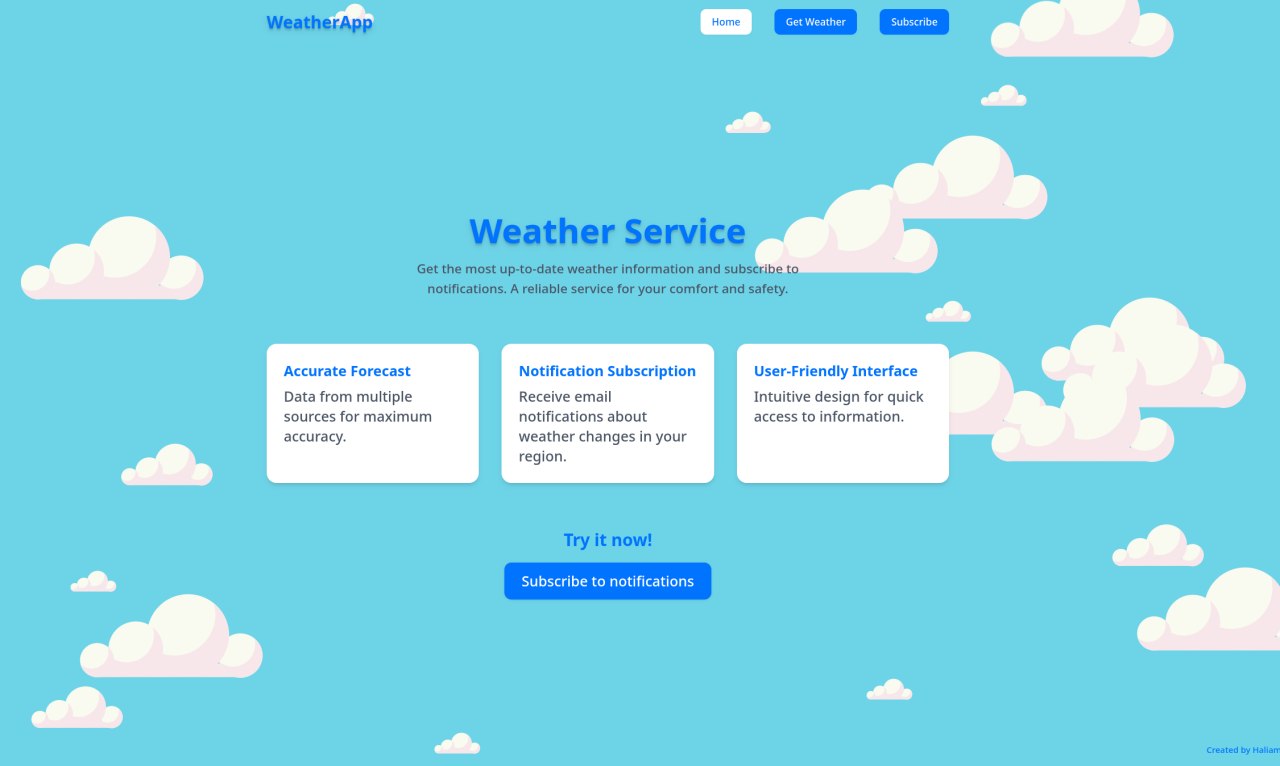 WeatherApp
Home
Get Weather
Subscribe
Weather Service
Get the most up-to-date weather information and subscribe to
notifications. A reliable service for your comfort and safety.
Accurate Forecast
Data from multiple
sources for maximum
accuracy.
Notification Subscription
Receive email
notifications about
weather changes in your
region.
User-Friendly Interface
Intuitive design for quick
access to information.
Try it now!
Subscribe to notifications
Created by